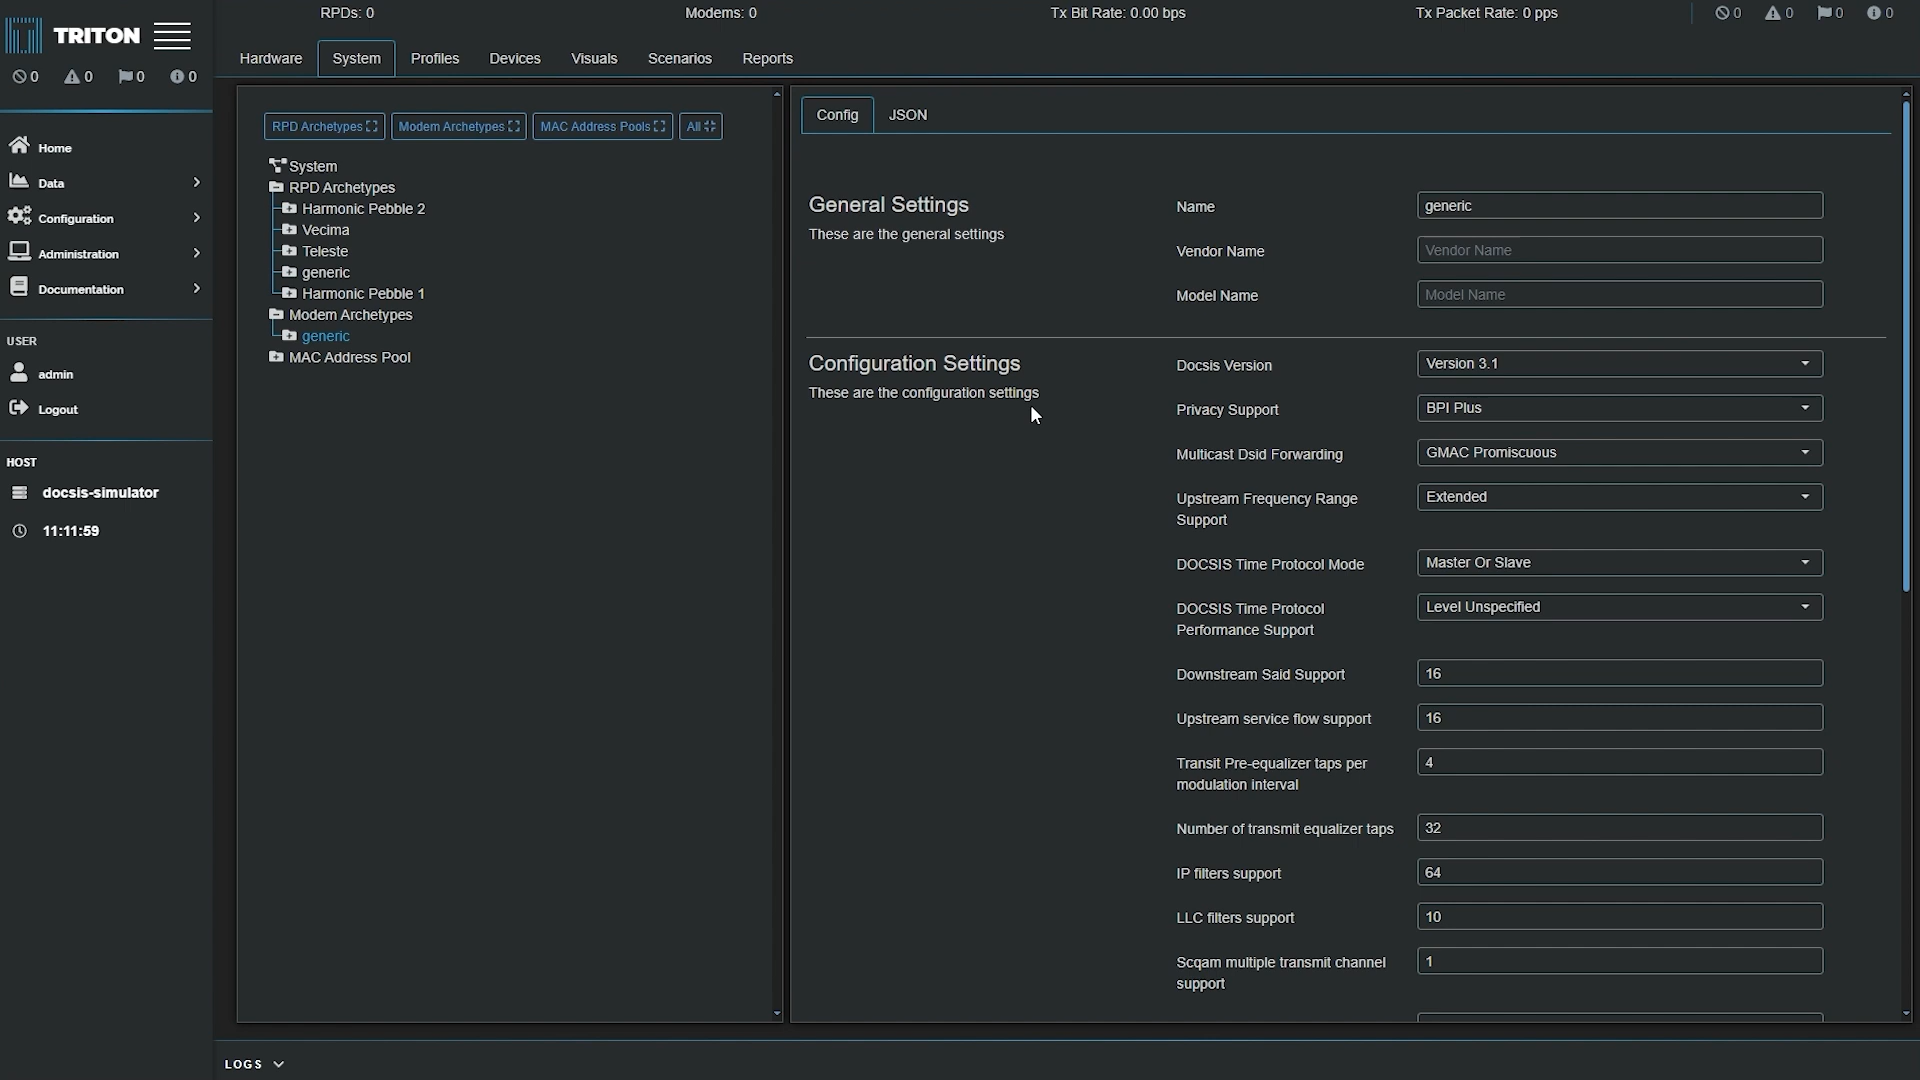 RPDs: 0
Modems: 0
Tx Bit Rate: 0.00 bps
Tx Packet Rate: 0 pps
0
0
0
0
TRITON
0
0
0
0
Hardware
System
Profiles
Devices
Visuals
Scenarios
Reports
Home
Data
Configuration
Administration
Documentation
USER
admin
Logout
HOST
docsis-simulator
11:11:59
RPD Archetypes
Modem Archetypes
MAC Address Pools
All
System
RPD Archetypes
Harmonic Pebble 2
Vecima
Teleste
generic
Harmonic Pebble 1
Modem Archetypes
generic
MAC Address Pool
Config
JSON
General Settings
These are the general settings
Name
generic
Vendor Name
Vendor Name
Model Name
Model Name
Configuration Settings
These are the configuration settings
Docsis Version
Version 3.1
Privacy Support
BPI Plus
Multicast Dsid Forwarding
GMAC Promiscuous
Upstream Frequency Range
Support
Extended
DOCSIS Time Protocol Mode
Master Or Slave
DOCSIS Time Protocol
Performance Support
Level Unspecified
Downstream Said Support
16
Upstream service flow support
16
Transit Pre-equalizer taps per
modulation interval
4
Number of transmit equalizer taps
32
IP filters support
64
LLC filters support
10
Scqam multiple transmit channel
support
1
LOGS